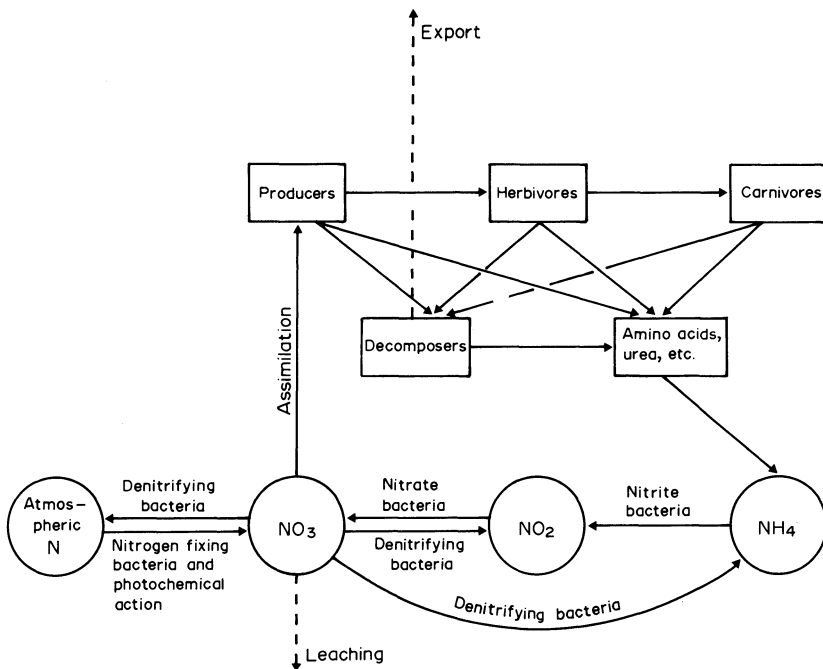 Export
Producers
Herbivores
Carnivores
Assimilation
Decomposers
Amino acids,
urea, etc.
Atmos-
pheric
N
Denitrifying
bacteria
Nitrogen fixing
bacteria and
photochemical
action
NO3
Nitrate
bacteria
Denitrifying
bacteria
NO2
Nitrite
bacteria
NH4
Denitrifying bacteria
Leaching